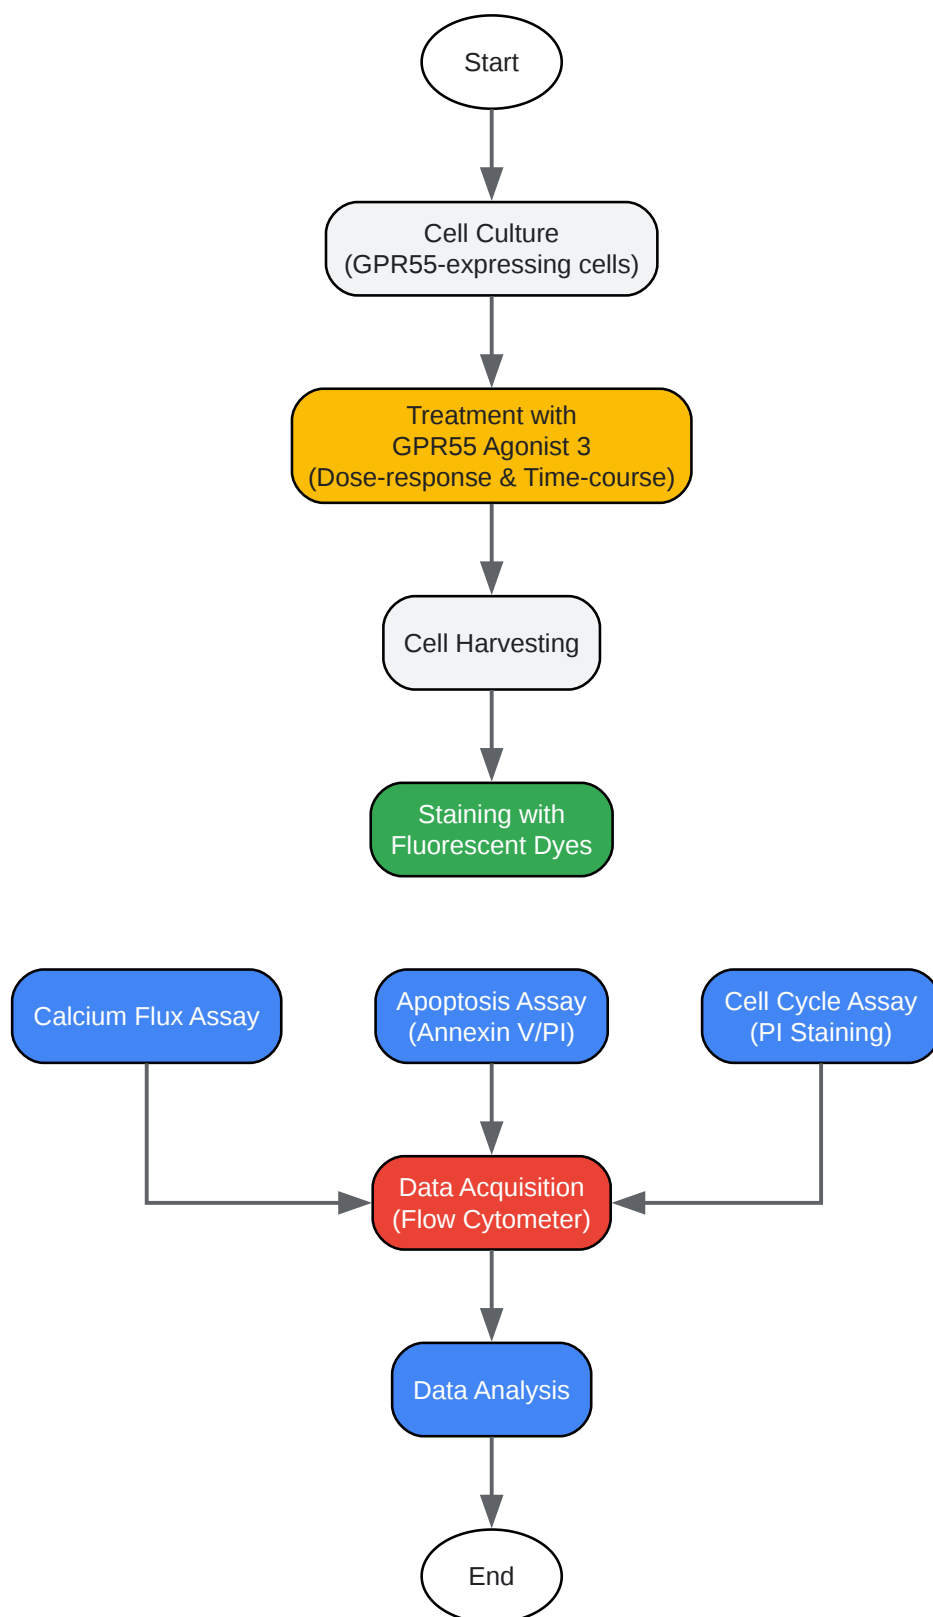 Start
Cell Culture
(GPR55-expressing cells)
Treatment with
GPR55 Agonist 3
(Dose-response & Time-course)
Cell Harvesting
Staining with
Fluorescent Dyes
Calcium Flux Assay
Apoptosis Assay
(Annexin V/PI)
Cell Cycle Assay
(PI Staining)
Data Acquisition
(Flow Cytometer)
Data Analysis
End